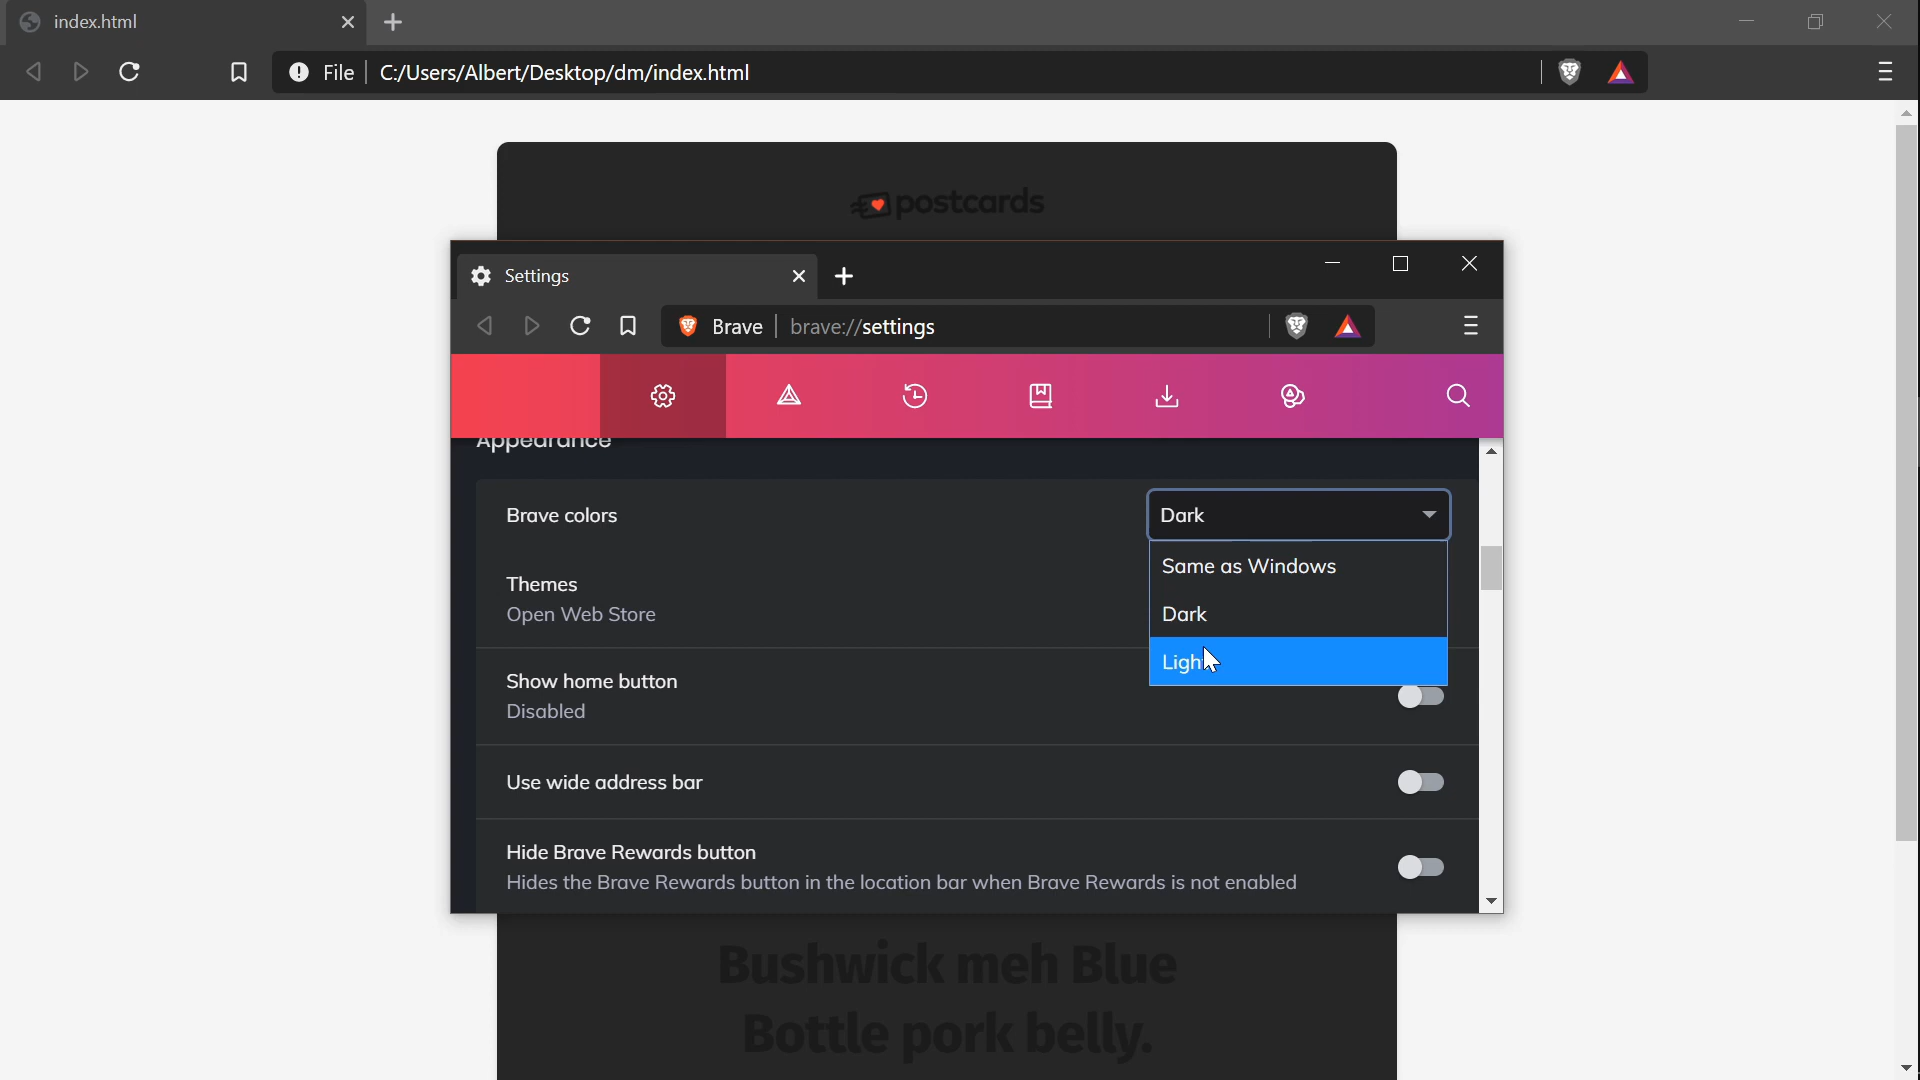 index.html
File C:/Users/Albert/Desktop/dm/index.html
postcards
Settings
Brave brave://settings
Appearance
Brave colors
Dark
Same as Windows
Themes
Open Web Store
Dark
Light
Show home button
Disabled
Use wide address bar
Hide Brave Rewards button
Hides the Brave Rewards button in the location bar when Brave Rewards is not enabled
Bushwick meh Blue
Bottle pork belly.